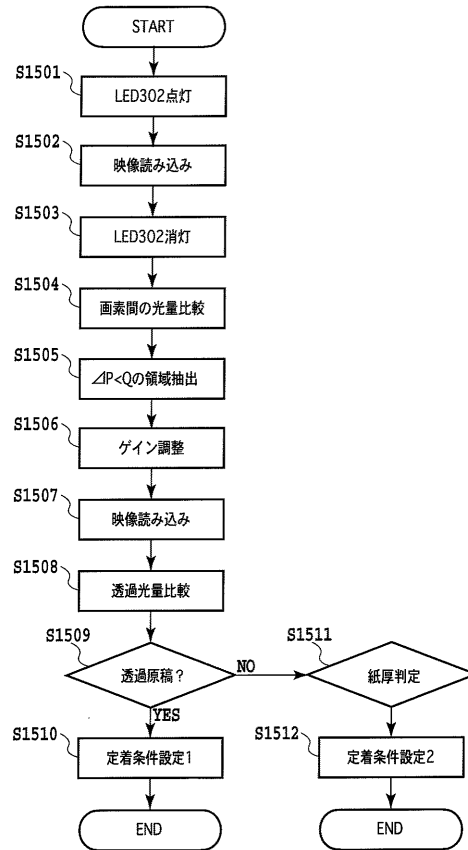 START
S1501
LED302点灯
S1502
映像読み込み
S1503
LED302消灯
S1504
画素間の光量比較
S1505
⊿P<Qの領域抽出
S1506
ゲイン調整
S1507
映像読み込み
S1508
透過光量比較
S1509
透過原稿?
NO
YES
S1511
紙厚判定
S1510
定着条件設定1
S1512
定着条件設定2
END
END